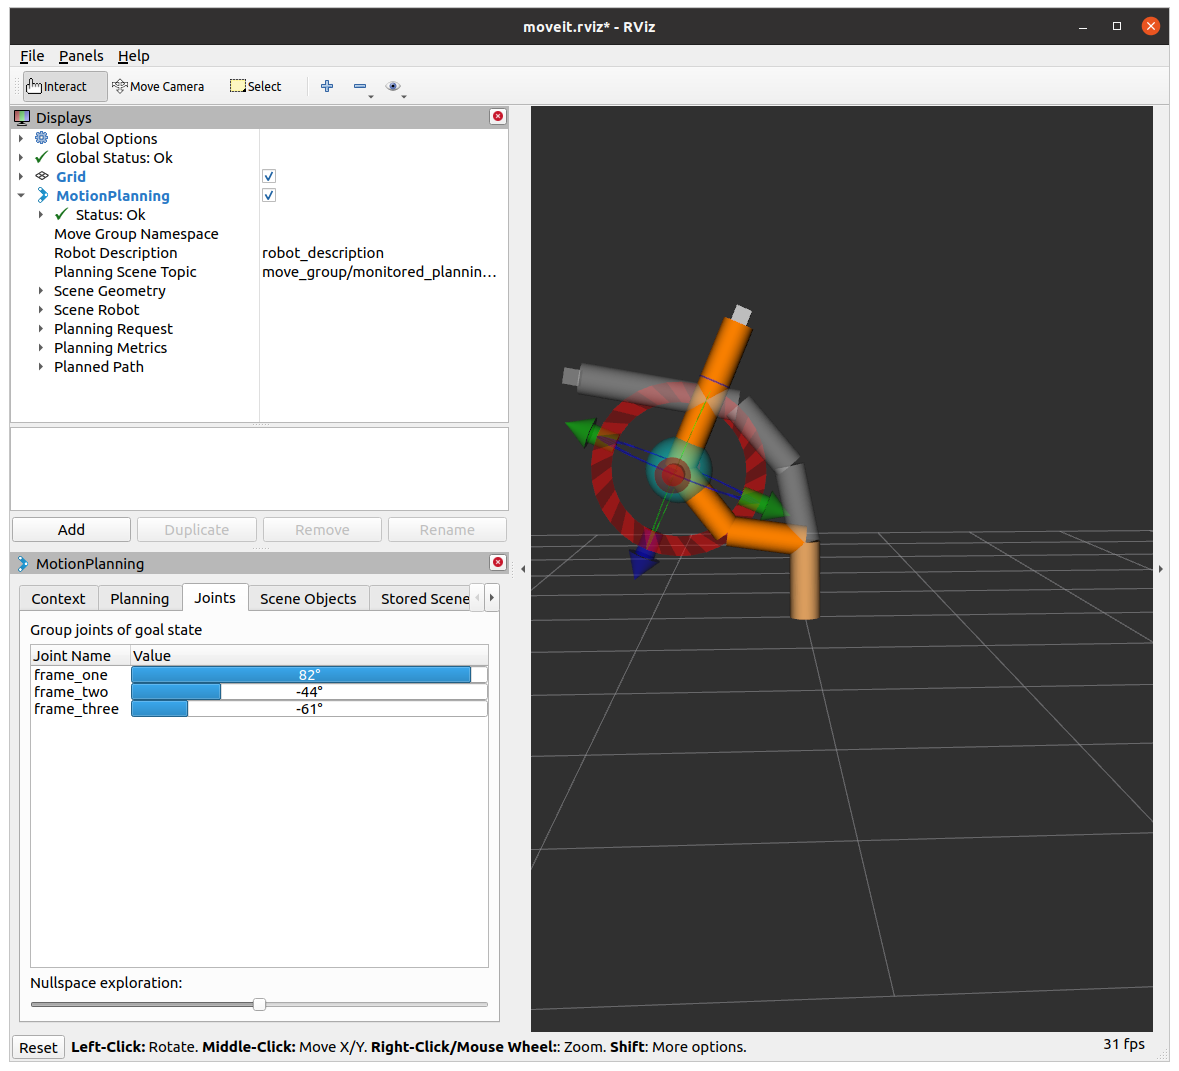 moveit.rviz* - RViz
File Panels Help
Interact Move Camera Select
Displays
Global Options
Global Status: Ok
Grid
MotionPlanning
Status: Ok
Move Group Namespace
Robot Description robot_description
Planning Scene Topic move_group/monitored_plannin...
Scene Geometry
Scene Robot
Planning Request
Planning Metrics
Planned Path
Add Duplicate Remove Rename
MotionPlanning
Context Planning Joints Scene Objects Stored Scene
Group joints of goal state
Joint Name Value
frame_one 82°
frame_two -44°
frame_three -61°
Nullspace exploration:
Reset Left-Click: Rotate. Middle-Click: Move X/Y. Right-Click/Mouse Wheel:: Zoom. Shift: More options. 31 fps